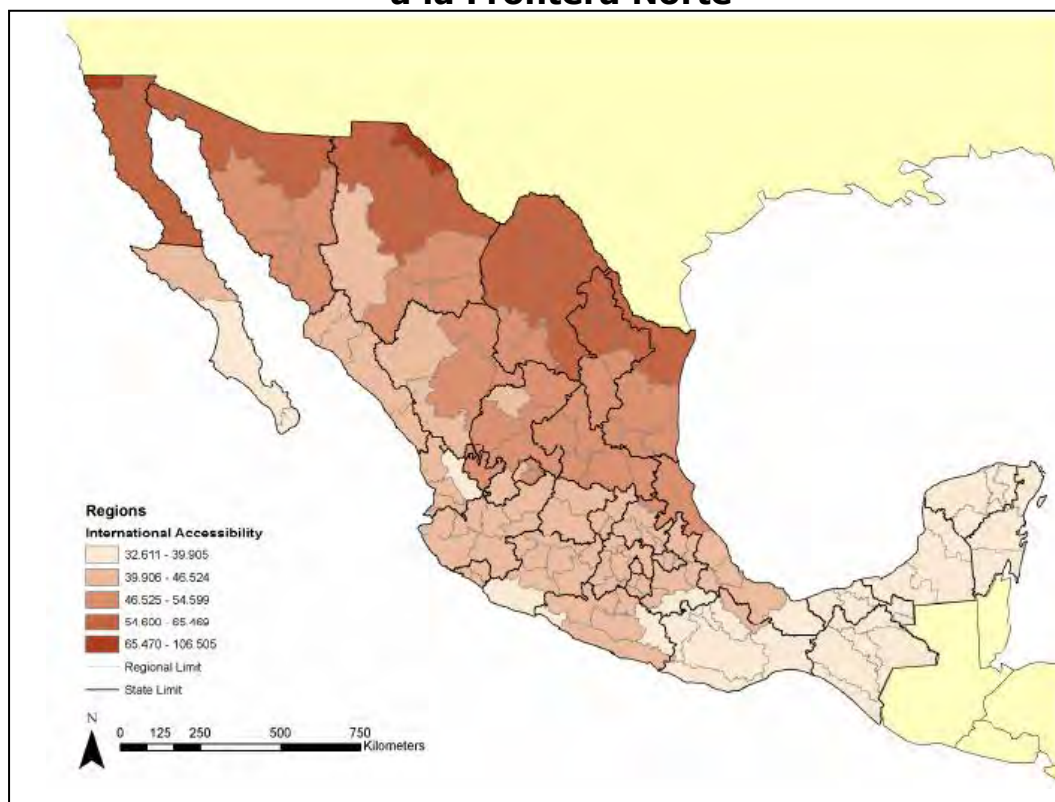 a la Frontera Norte
Regions
International Accessibility
32.611 - 39.905
39.906 - 46.524
46.525 - 54.599
54.600 - 65.469
65.470 - 106.505
Regional Limit
State Limit
N
0 125 250 500 750
Kilometers